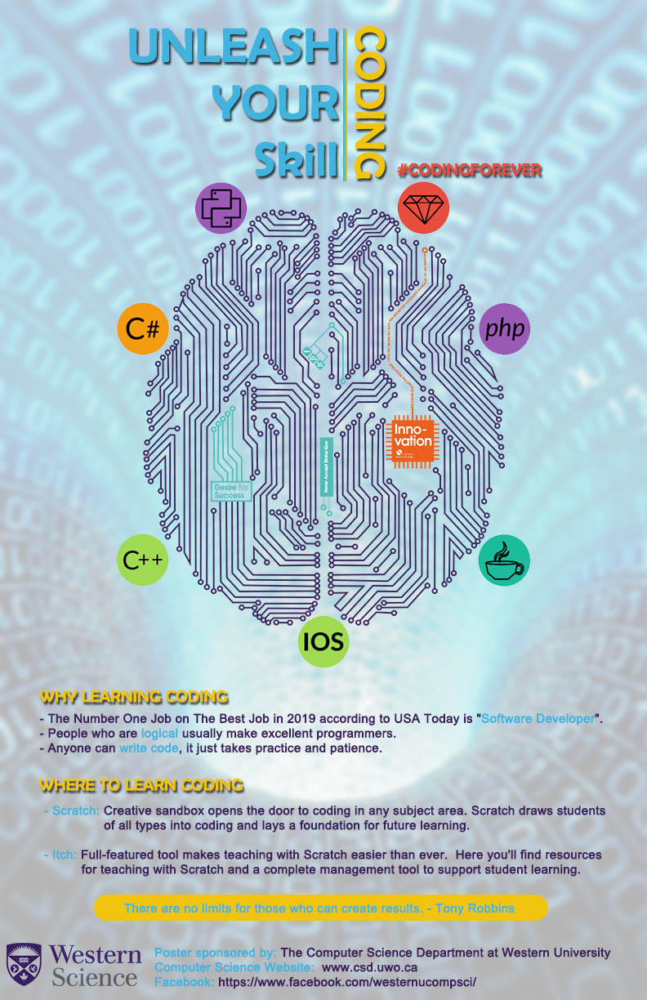 UNLEASH
YOUR
Skill
CODING
#CODINGFOREVER
C#
php
Inno-
vation
Desire for
Success
Never Accept Status Quo
C++
IOS
WHY LEARNING CODING
- The Number One Job on The Best Job in 2019 according to USA Today is "Software Developer".
- People who are logical usually make excellent programmers.
- Anyone can write code, it just takes practice and patience.
WHERE TO LEARN CODING
- Scratch: Creative sandbox opens the door to coding in any subject area. Scratch draws students
of all types into coding and lays a foundation for future learning.
- Itch: Full-featured tool makes teaching with Scratch easier than ever. Here you'll find resources
for teaching with Scratch and a complete management tool to support student learning.
There are no limits for those who can create results. - Tony Robbins
Western
Science
Poster sponsored by: The Computer Science Department at Western University
Computer Science Website: www.csd.uwo.ca
Facebook: https://www.facebook.com/westernucompsci/